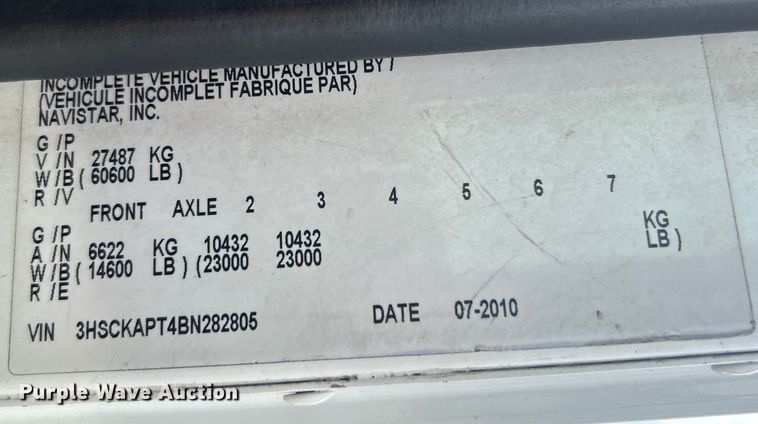 INCOMPLETE VEHICLE MANUFACTURED BY /
(VEHICULE INCOMPLET FABRIQUE PAR)
NAVISTAR, INC.
G /P
V /N 27487 KG
W /B ( 60600 LB )
R /V
FRONT AXLE 2 3 4 5 6 7
G /P
A /N 6622 KG 10432 10432 KG
W /B ( 14600 LB ) ( 23000 23000 LB )
R /E
VIN 3HSCKAPT4BN282805 DATE 07-2010
Purple Wave Auction